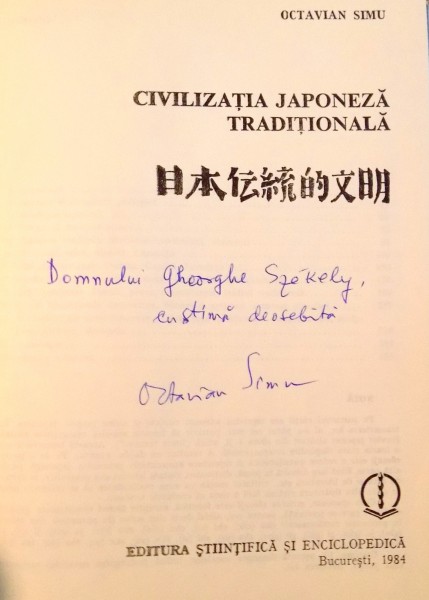 OCTAVIAN SIMU
CIVILIZAȚIA JAPONEZĂ
TRADIȚIONALĂ
日本伝統的文明
Domnului Gheorghe Székely,
cu stimă deosebită
Octavian Simu
EDITURA ȘTIINȚIFICĂ ȘI ENCICLOPEDICĂ
București, 1984